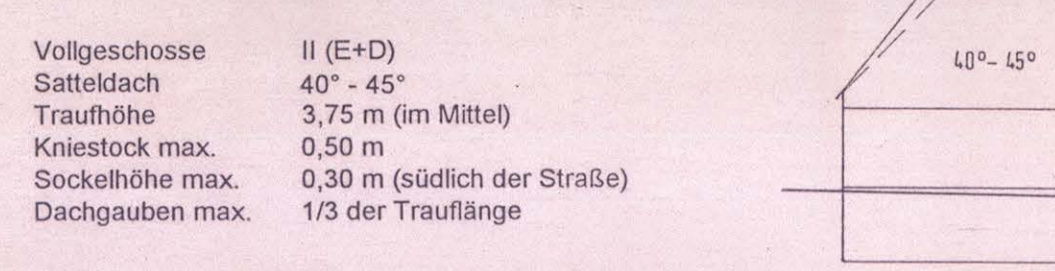 Vollgeschosse II (E+D)
Satteldach 40° - 45°
Traufhöhe 3,75 m (im Mittel)
Kniestock max. 0,50 m
Sockelhöhe max. 0,30 m (südlich der Straße)
Dachgauben max. 1/3 der Trauflänge
40°- 45°